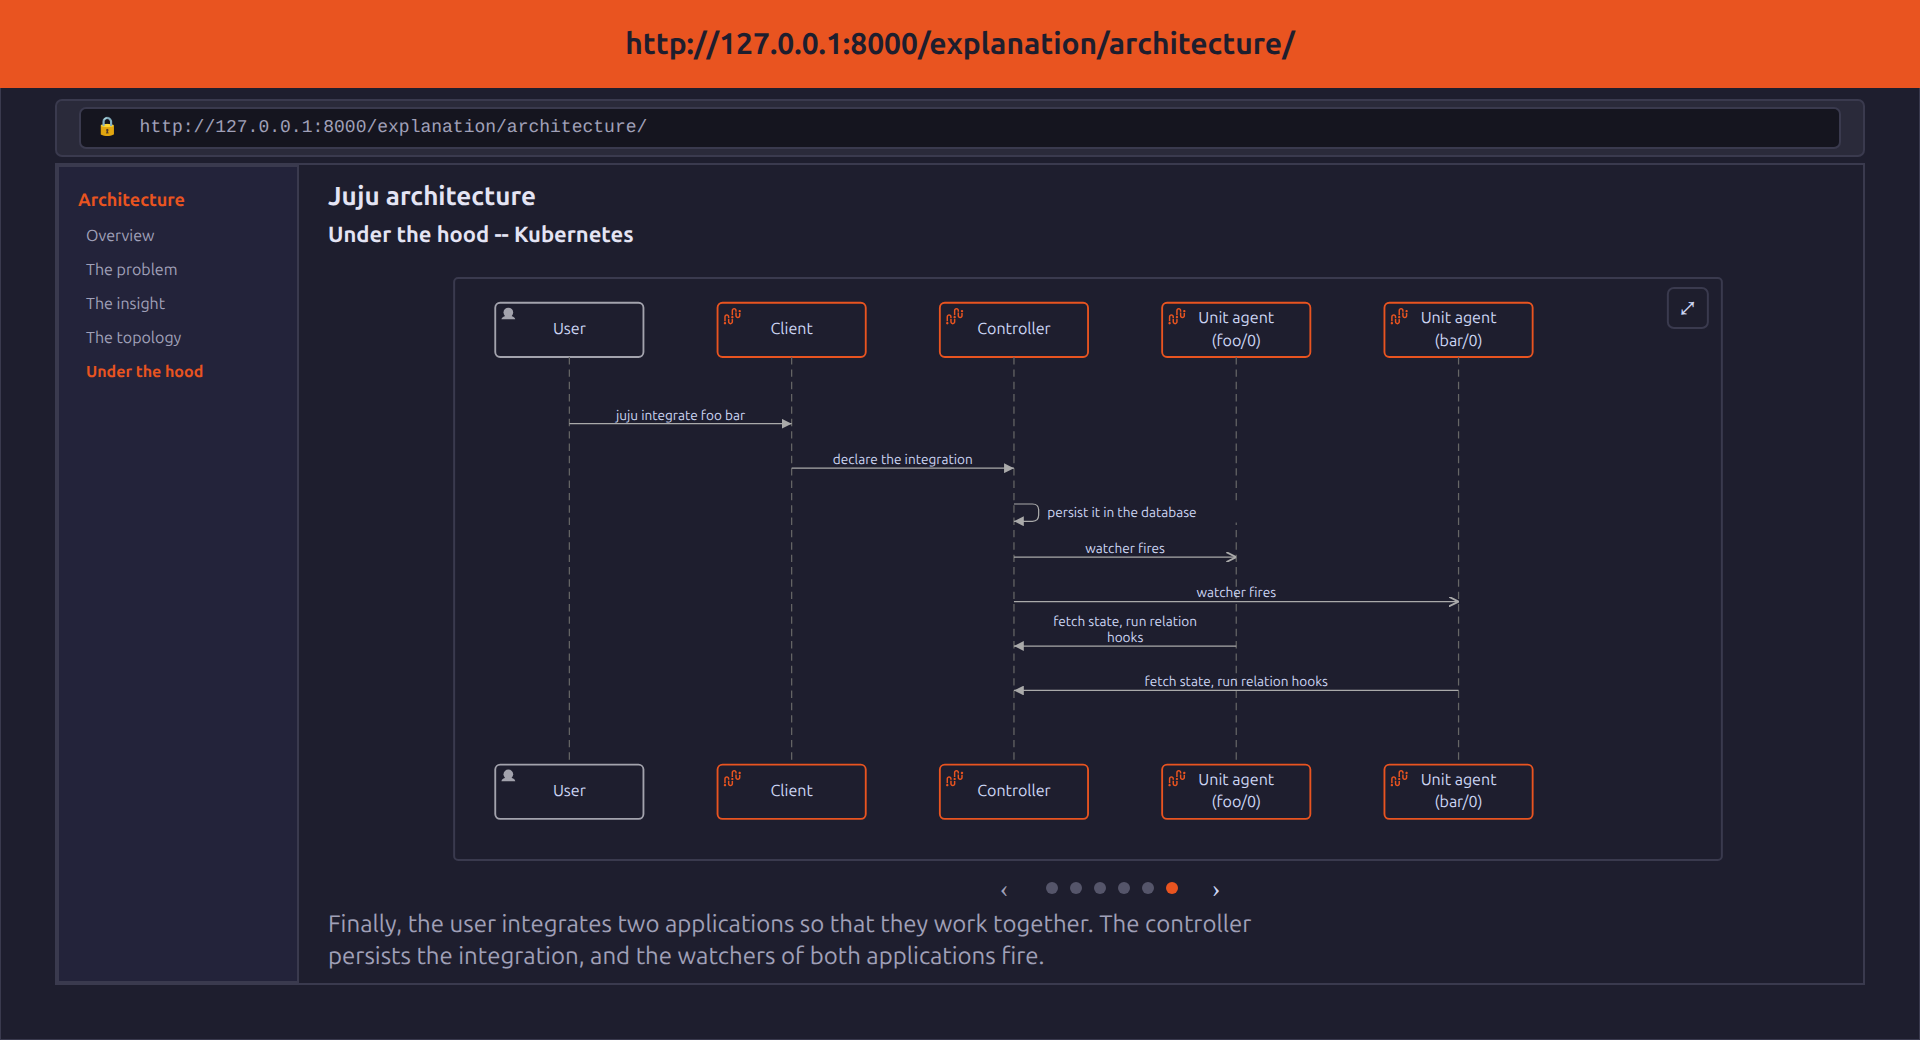 http://127.0.0.1:8000/explanation/architecture/
http://127.0.0.1:8000/explanation/architecture/
Architecture
Overview
The problem
The insight
The topology
Under the hood
Juju architecture
Under the hood -- Kubernetes
User
Client
Controller
Unit agent
(foo/0)
Unit agent
(bar/0)
juju integrate foo bar
declare the integration
persist it in the database
watcher fires
watcher fires
fetch state, run relation
hooks
fetch state, run relation hooks
User
Client
Controller
Unit agent
(foo/0)
Unit agent
(bar/0)
Finally, the user integrates two applications so that they work together. The controller
persists the integration, and the watchers of both applications fire.